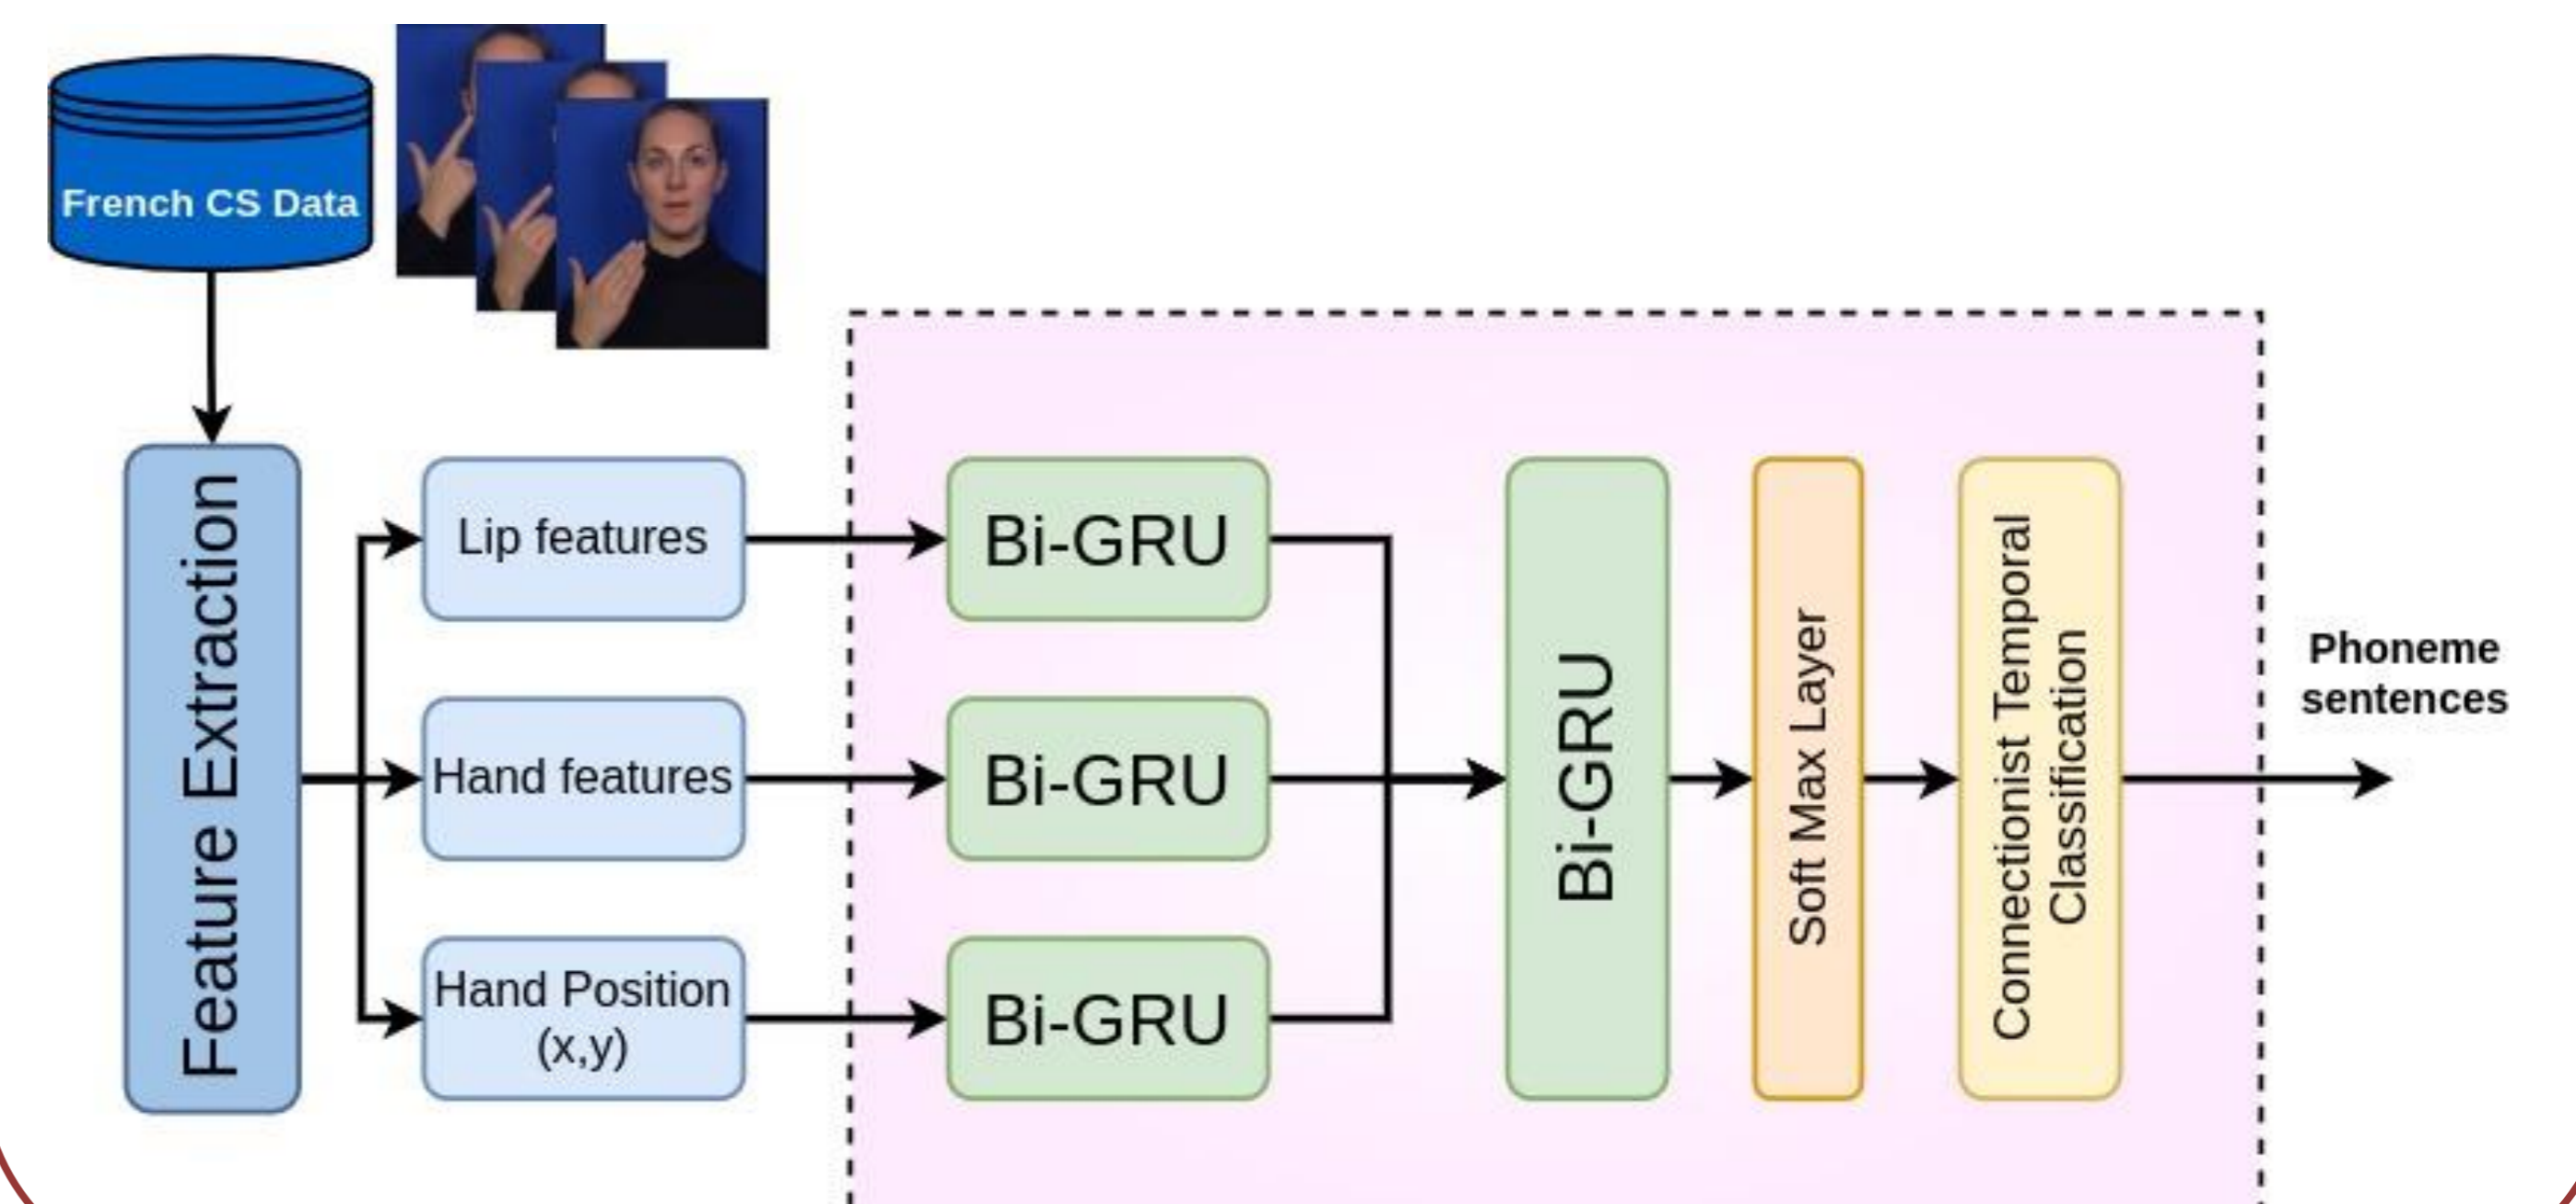 French CS Data
Feature Extraction
Lip features
Hand features
Hand Position
(x,y)
Bi-GRU
Bi-GRU
Bi-GRU
Bi-GRU
Soft Max Layer
Connectionist Temporal
Classification
Phoneme
sentences